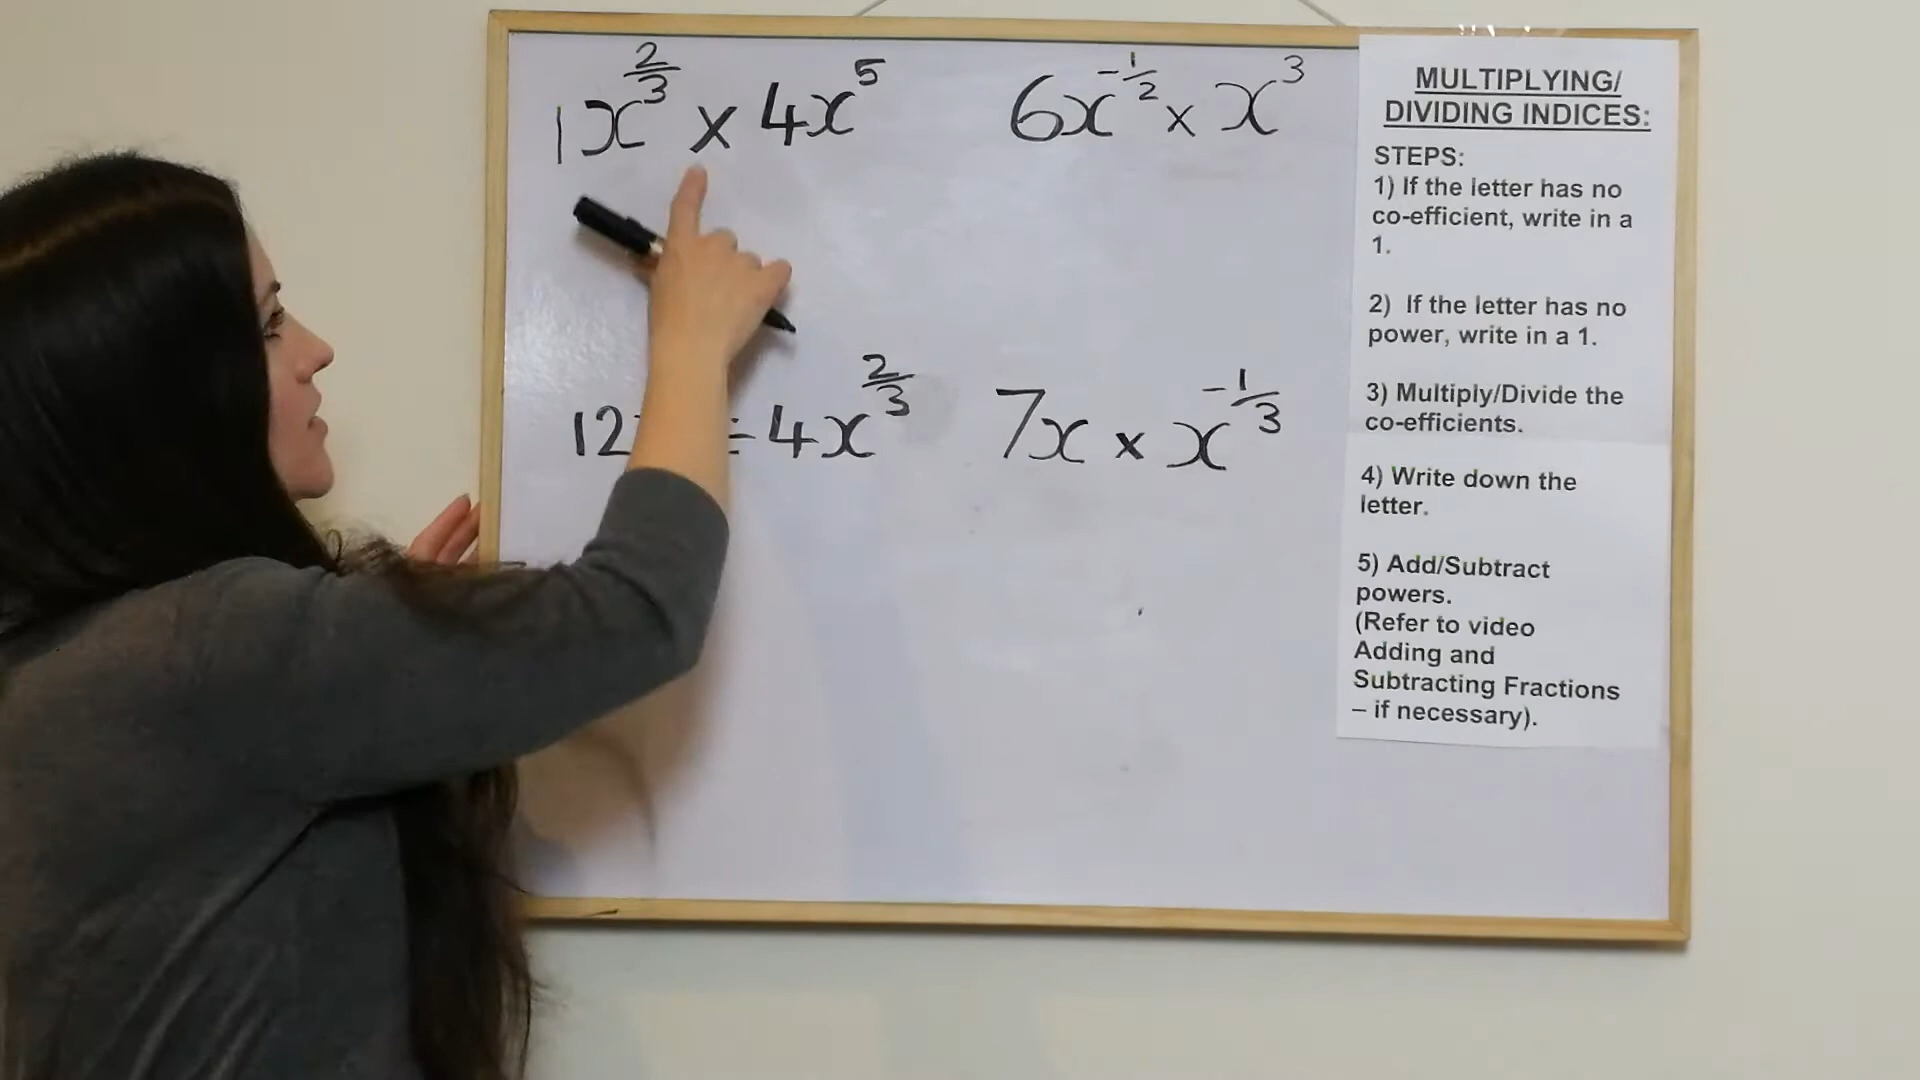 1x^{2/3} × 4x^5
6x^{-1/2} × x^3
12 ÷ 4x^{2/3}
7x × x^{-1/3}
MULTIPLYING/
DIVIDING INDICES:
STEPS:
1) If the letter has no
co-efficient, write in a
1.
2) If the letter has no
power, write in a 1.
3) Multiply/Divide the
co-efficients.
4) Write down the
letter.
5) Add/Subtract
powers.
(Refer to video
Adding and
Subtracting Fractions
– if necessary).